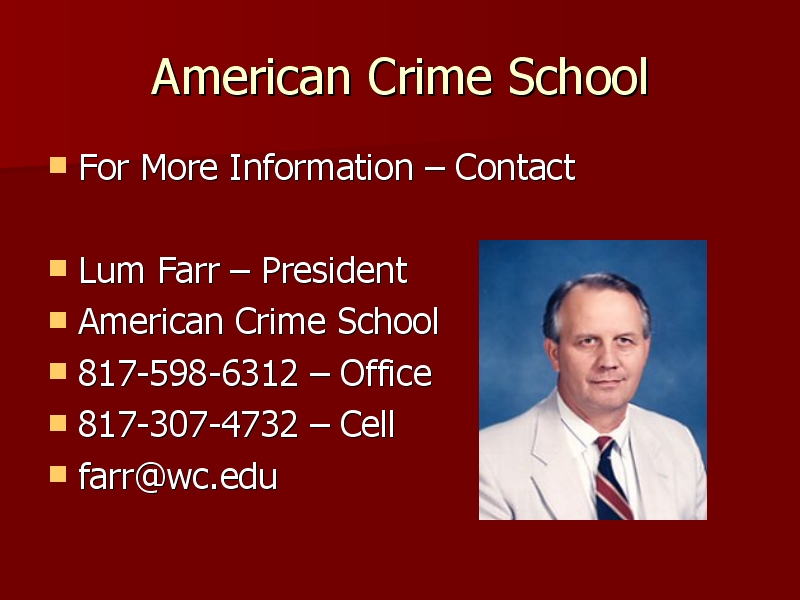 American Crime School
For More Information – Contact
Lum Farr – President
American Crime School
817-598-6312 – Office
817-307-4732 – Cell
farr@wc.edu